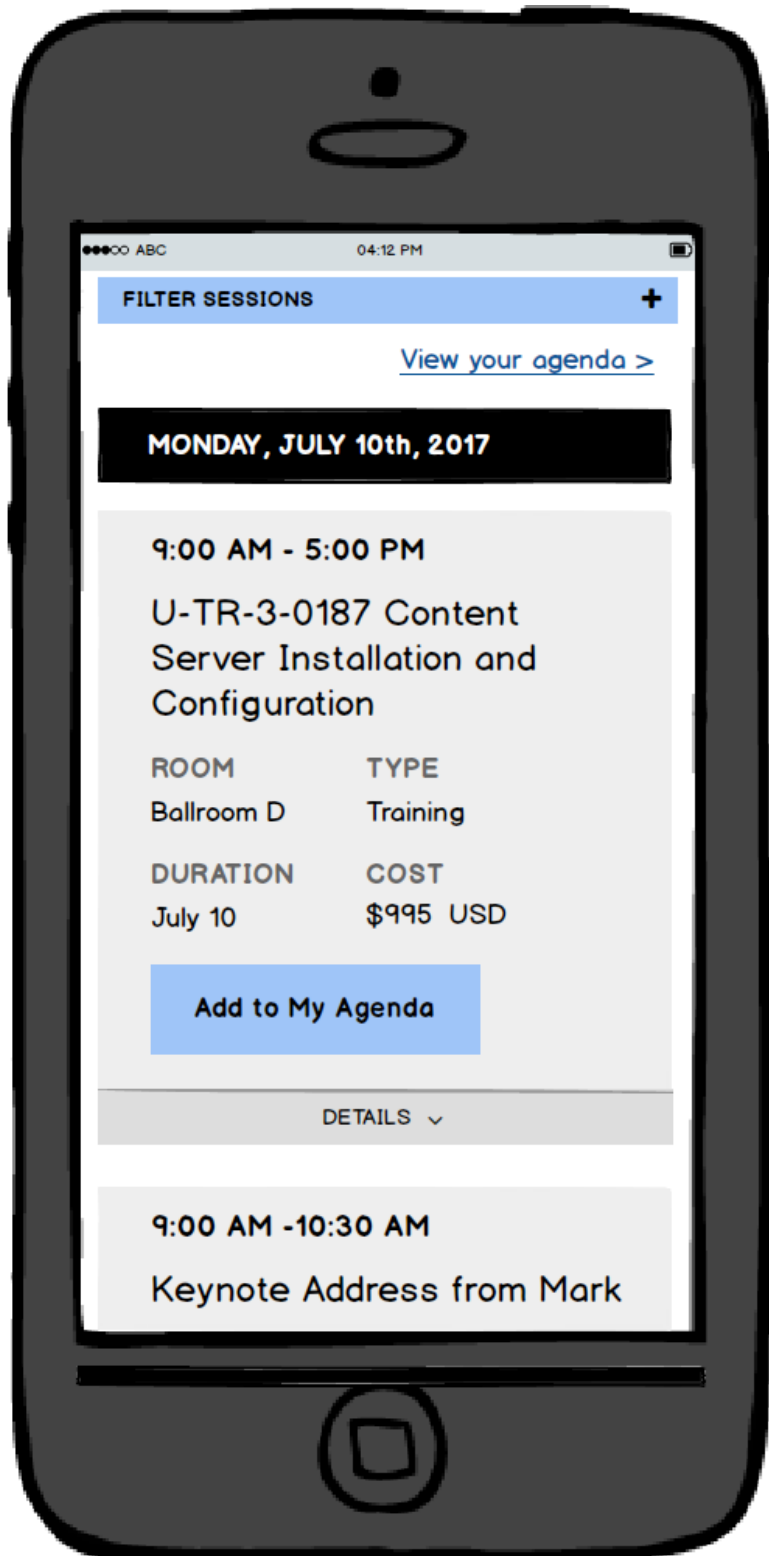 ABC 04:12 PM
FILTER SESSIONS +
View your agenda >
MONDAY, JULY 10th, 2017
9:00 AM - 5:00 PM
U-TR-3-0187 Content
Server Installation and
Configuration
ROOM TYPE
Ballroom D Training
DURATION COST
July 10 $995 USD
Add to My Agenda
DETAILS
9:00 AM -10:30 AM
Keynote Address from Mark